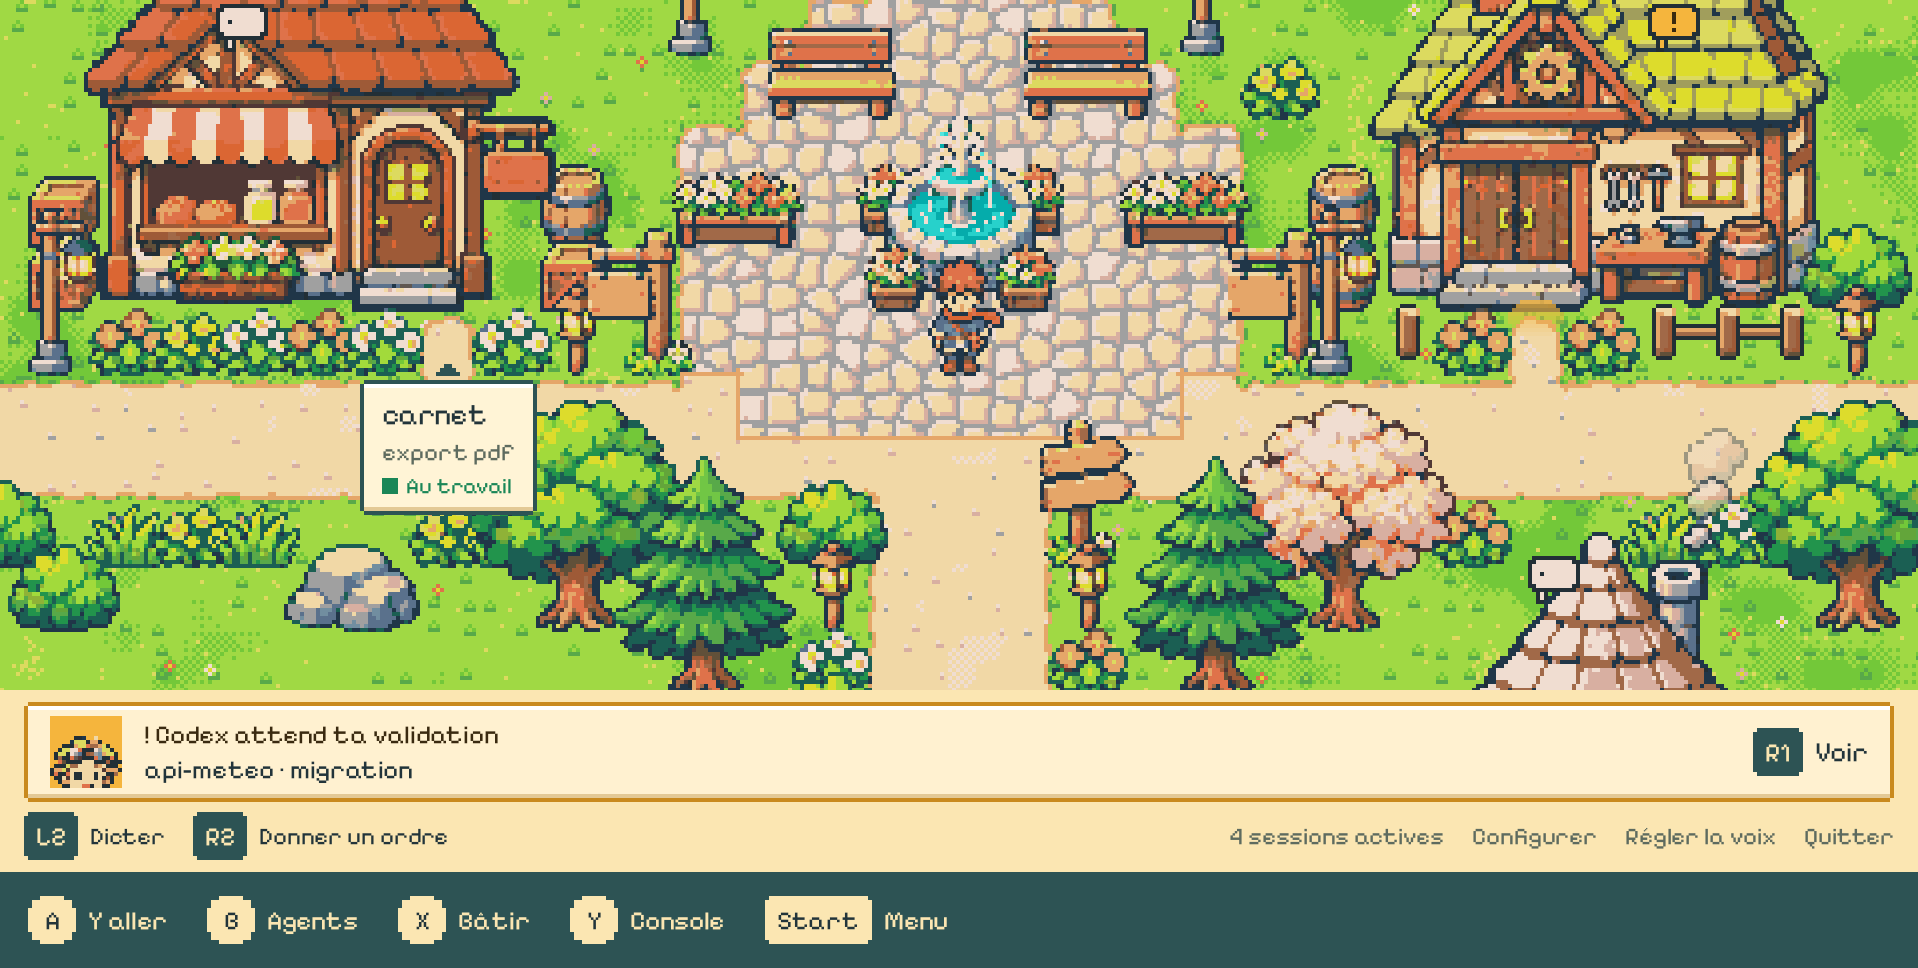 !
carnet
export pdf
Au travail
! Codex attend ta validation
api-meteo · migration
R1 Voir
L2 Dicter R2 Donner un ordre
4 sessions actives Configurer Régler la voix Quitter
A Y aller B Agents X Bâtir Y Console Start Menu